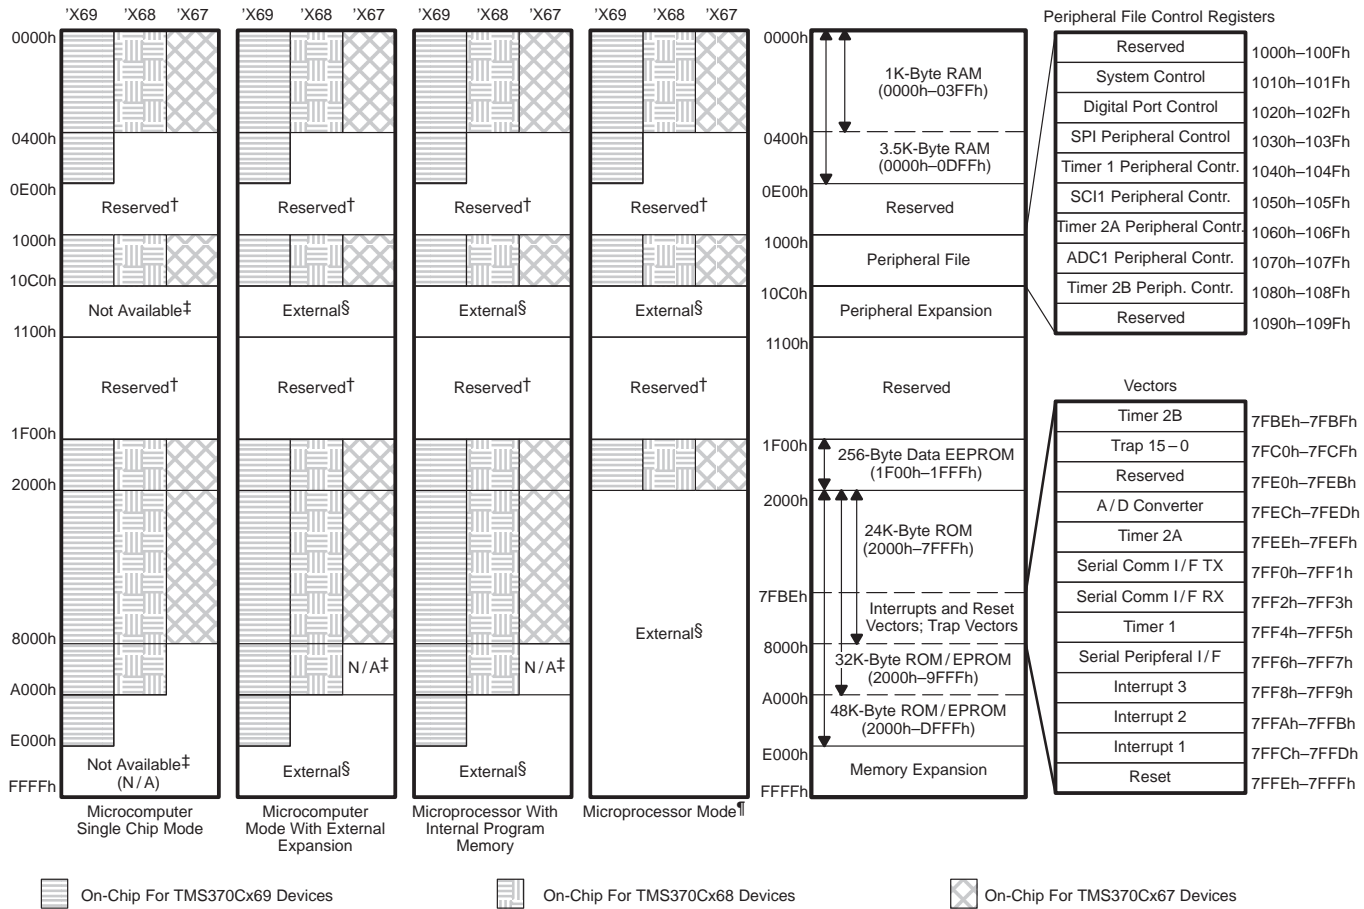 ’X69 ’X68 ’X67
’X69 ’X68 ’X67
’X69 ’X68 ’X67
’X69 ’X68 ’X67
0000h
0400h
0E00h
1000h
10C0h
1100h
1F00h
2000h
8000h
A000h
E000h
FFFFh
Reserved†
Not Available‡
Reserved†
Not Available‡
(N/A)
Microcomputer
Single Chip Mode
Reserved†
External§
Reserved†
N/A‡
External§
Microcomputer
Mode With External
Expansion
Reserved†
External§
Reserved†
N/A‡
External§
Microprocessor With
Internal Program
Memory
Reserved†
External§
Reserved†
External§
Microprocessor Mode¶
0000h
0400h
0E00h
1000h
10C0h
1100h
1F00h
2000h
7FBEh
8000h
A000h
E000h
FFFFh
1K-Byte RAM
(0000h–03FFh)
3.5K-Byte RAM
(0000h–0DFFh)
Reserved
Peripheral File
Peripheral Expansion
Reserved
256-Byte Data EEPROM
(1F00h–1FFFh)
24K-Byte ROM
(2000h–7FFFh)
Interrupts and Reset
Vectors; Trap Vectors
32K-Byte ROM/EPROM
(2000h–9FFFh)
48K-Byte ROM/EPROM
(2000h–DFFFh)
Memory Expansion
Peripheral File Control Registers
Reserved 1000h–100Fh
System Control 1010h–101Fh
Digital Port Control 1020h–102Fh
SPI Peripheral Control 1030h–103Fh
Timer 1 Peripheral Contr. 1040h–104Fh
SCI1 Peripheral Contr. 1050h–105Fh
Timer 2A Peripheral Contr. 1060h–106Fh
ADC1 Peripheral Contr. 1070h–107Fh
Timer 2B Periph. Contr. 1080h–108Fh
Reserved 1090h–109Fh
Vectors
Timer 2B 7FBEh–7FBFh
Trap 15–0 7FC0h–7FCFh
Reserved 7FE0h–7FEBh
A/D Converter 7FECh–7FEDh
Timer 2A 7FEEh–7FEFh
Serial Comm I/F TX 7FF0h–7FF1h
Serial Comm I/F RX 7FF2h–7FF3h
Timer 1 7FF4h–7FF5h
Serial Peripferal I/F 7FF6h–7FF7h
Interrupt 3 7FF8h–7FF9h
Interrupt 2 7FFAh–7FFBh
Interrupt 1 7FFCh–7FFDh
Reset 7FFEh–7FFFh
On-Chip For TMS370Cx69 Devices
On-Chip For TMS370Cx68 Devices
On-Chip For TMS370Cx67 Devices